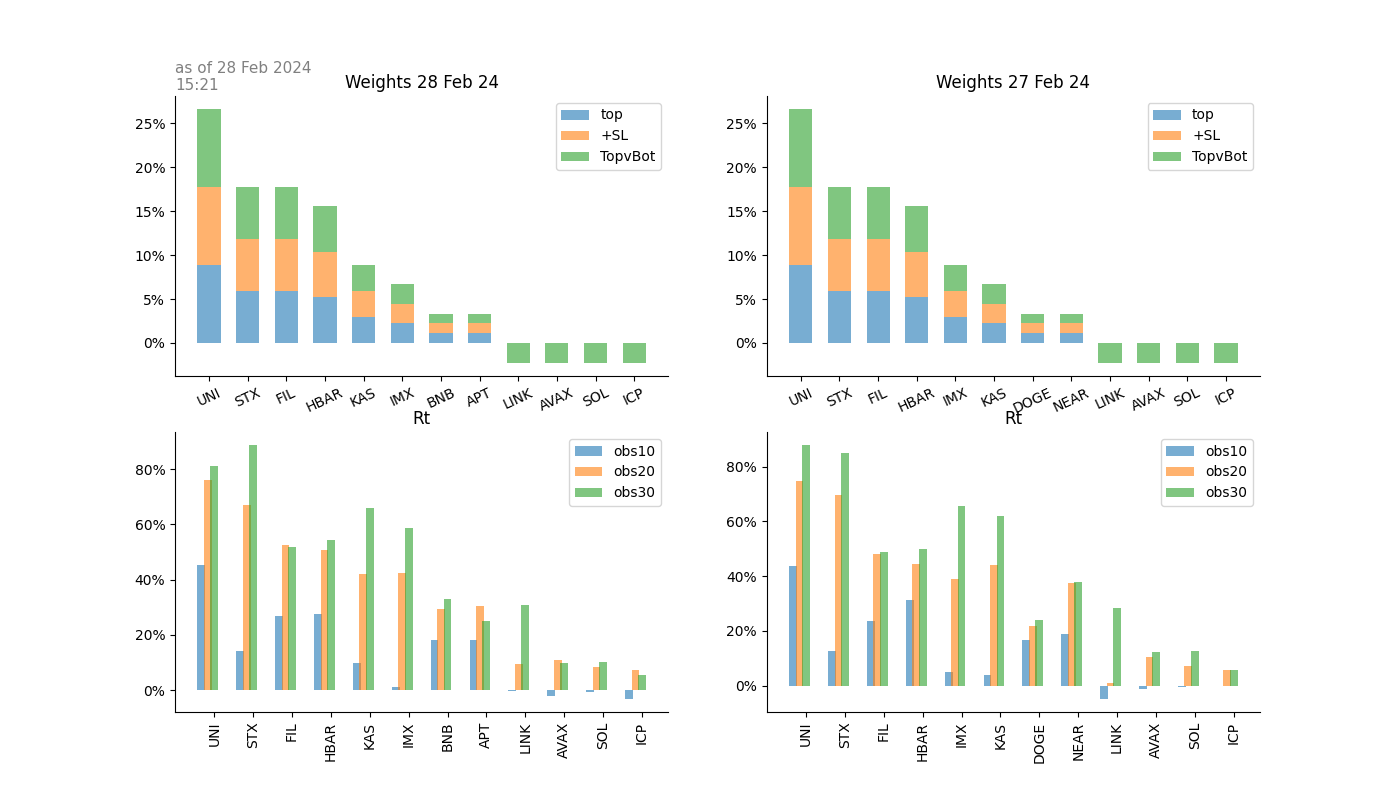 as of 28 Feb 2024
15:21
Weights 28 Feb 24
25%
20%
15%
10%
5%
0%
top
+SL
TopvBot
UNI STX FIL HBAR KAS IMX BNB APT LINK AVAX SOL ICP
Weights 27 Feb 24
25%
20%
15%
10%
5%
0%
top
+SL
TopvBot
UNI STX FIL HBAR IMX KAS DOGE NEAR LINK AVAX SOL ICP
Rt
80%
60%
40%
20%
0%
obs10
obs20
obs30
UNI STX FIL HBAR KAS IMX BNB APT LINK AVAX SOL ICP
Rt
80%
60%
40%
20%
0%
obs10
obs20
obs30
UNI STX FIL HBAR IMX KAS DOGE NEAR LINK AVAX SOL ICP